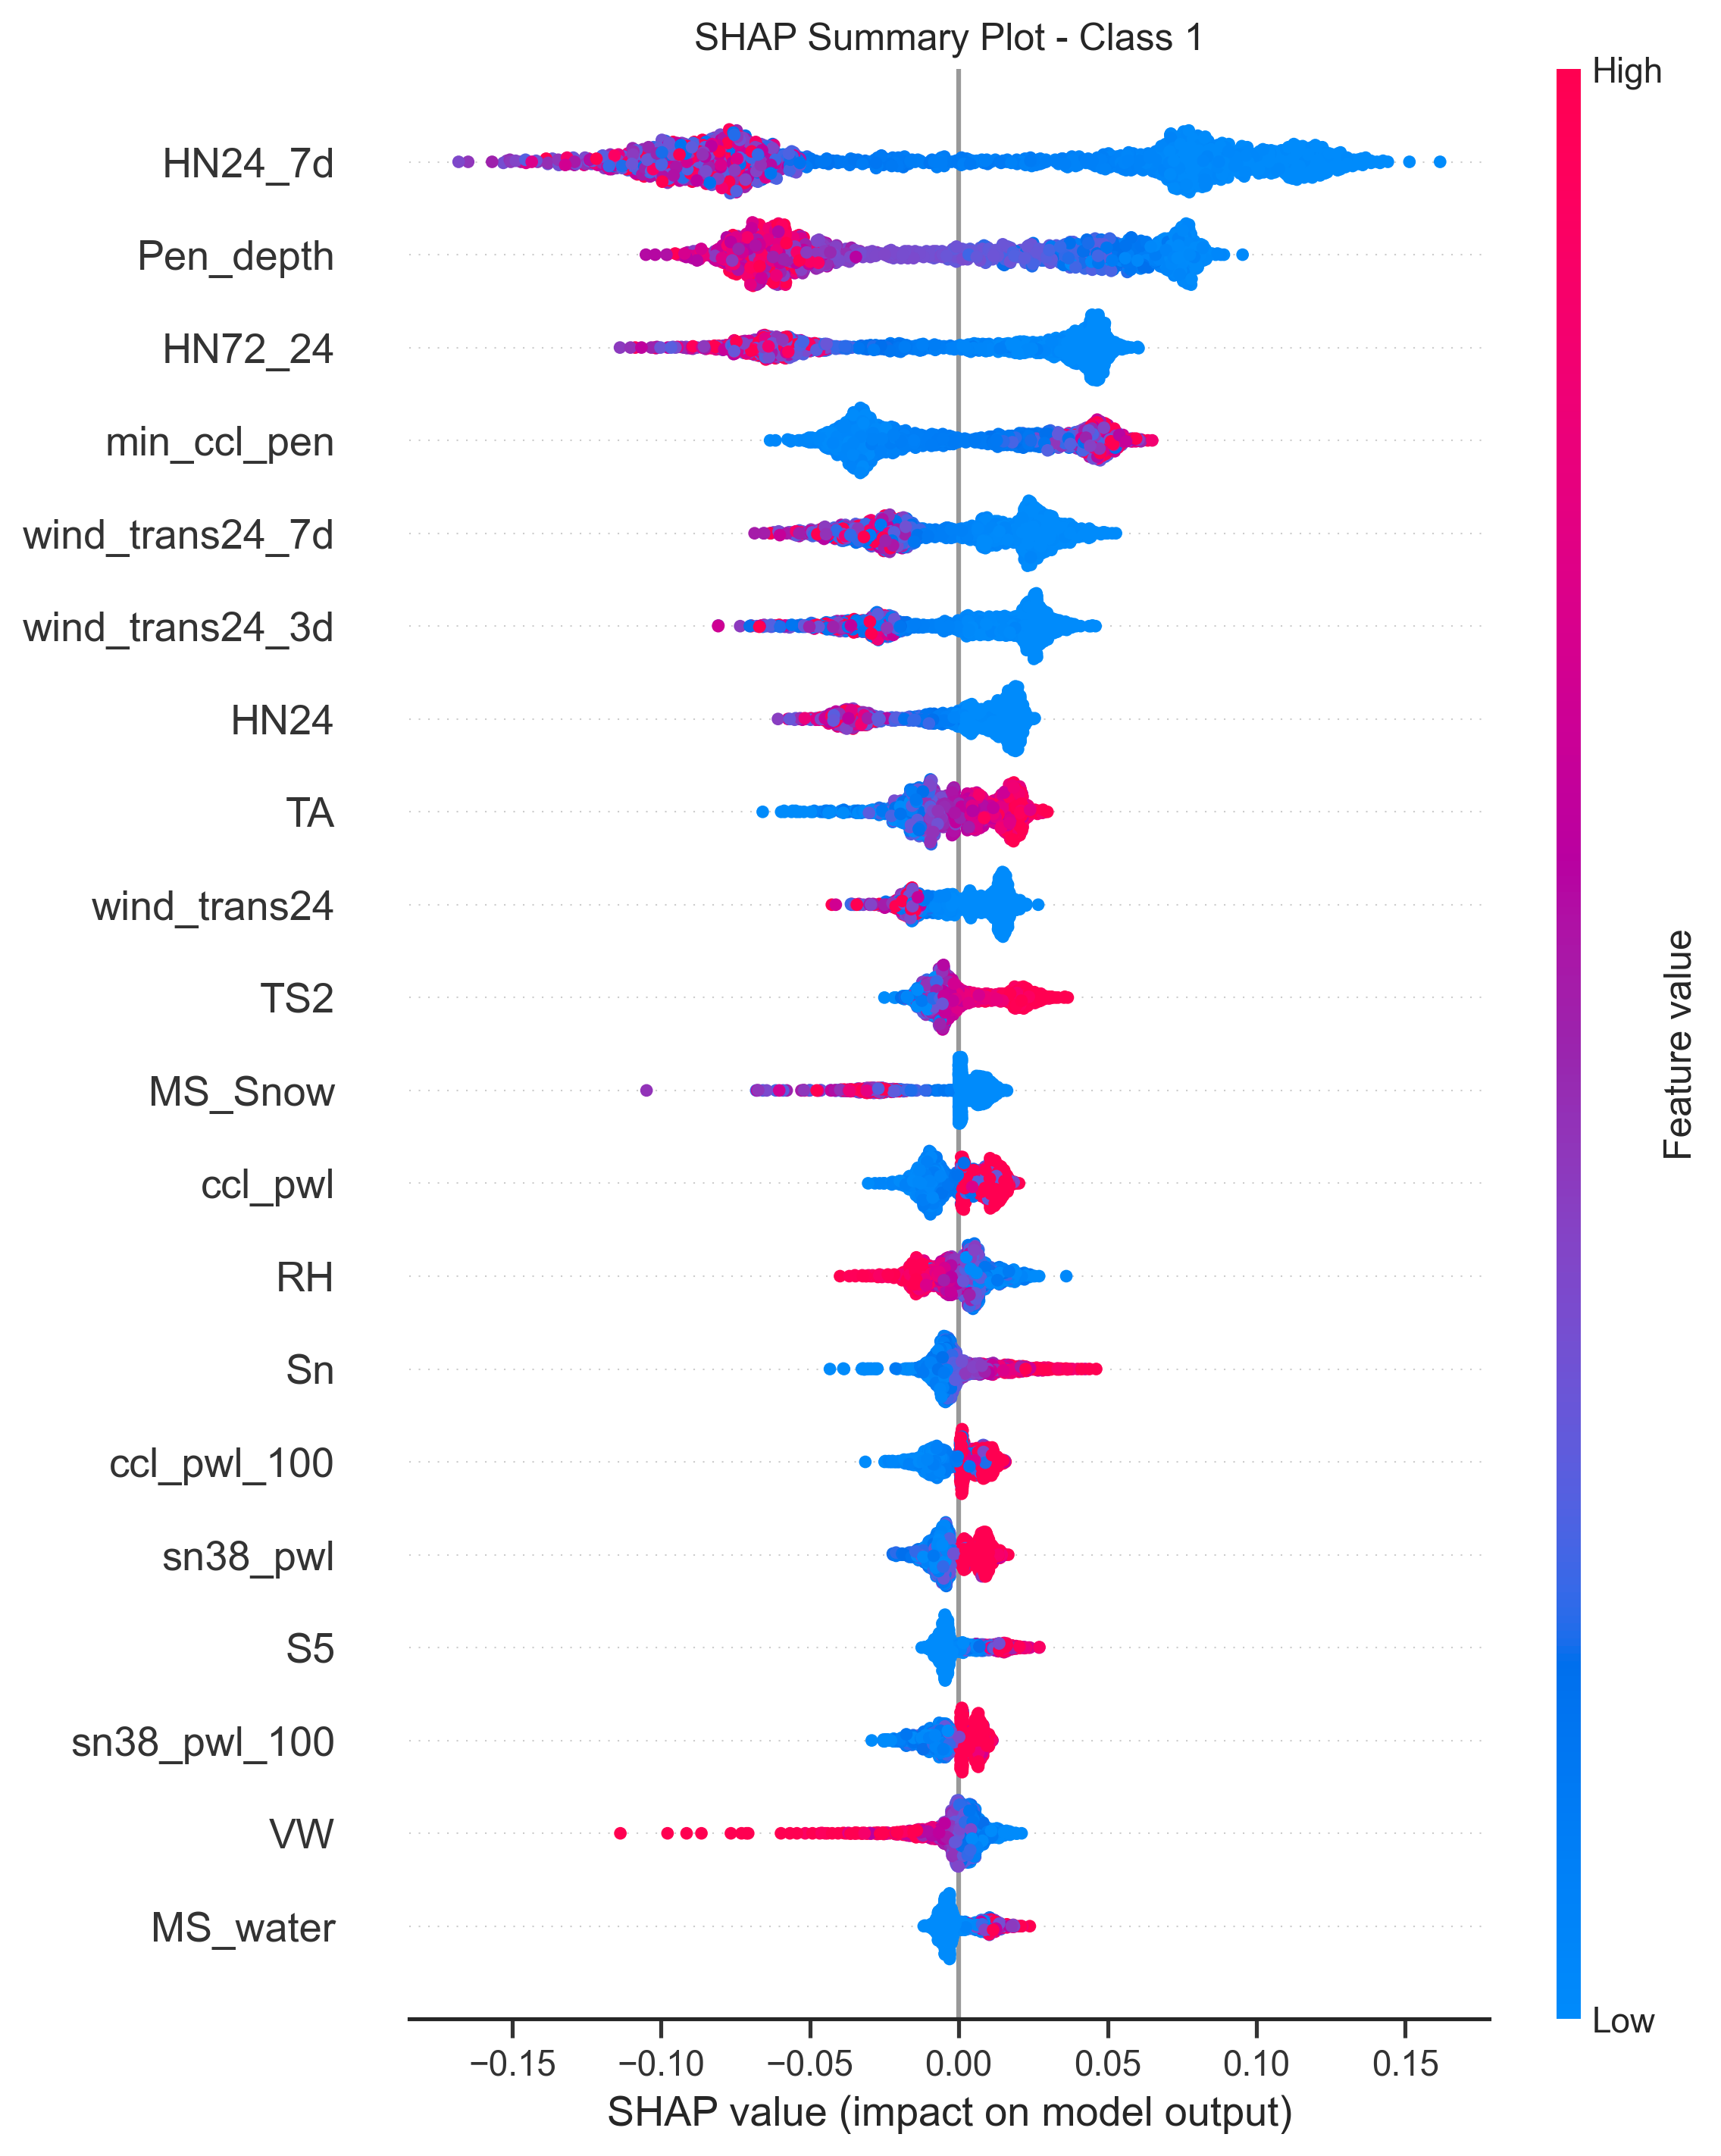 SHAP Summary Plot - Class 1
High
HN24_7d
Pen_depth
HN72_24
min_ccl_pen
wind_trans24_7d
wind_trans24_3d
HN24
TA
wind_trans24
TS2
MS_Snow
ccl_pwl
RH
Sn
ccl_pwl_100
sn38_pwl
S5
sn38_pwl_100
VW
MS_water
Feature value
Low
−0.15 −0.10 −0.05 0.00 0.05 0.10 0.15
SHAP value (impact on model output)